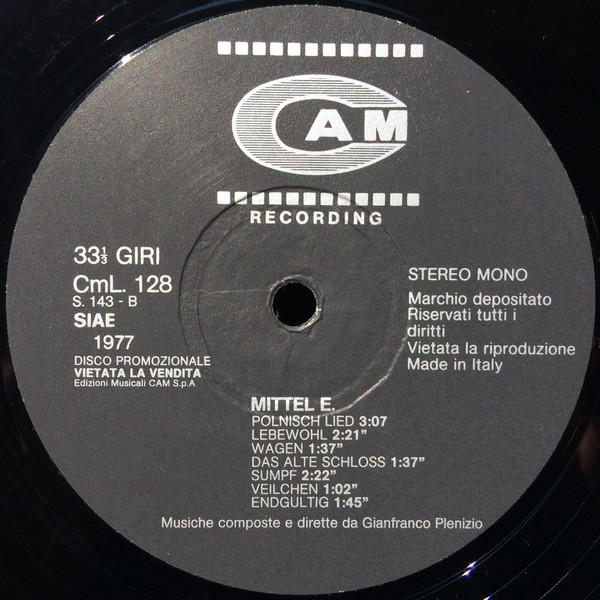 CAM
RECORDING
33⅓ GIRI
CmL. 128
S. 143 - B
SIAE
1977
DISCO PROMOZIONALE
VIETATA LA VENDITA
Edizioni Musicali CAM S.p.A
STEREO MONO
Marchio depositato
Riservati tutti i
diritti
Vietata la riproduzione
Made in Italy
MITTEL E.
POLNISCH LIED 3:07
LEBEWOHL 2:21”
WAGEN 1:37”
DAS ALTE SCHLOSS 1:37”
SUMPF 2:22”
VEILCHEN 1:02”
ENDGULTIG 1:45”
Musiche composte e dirette da Gianfranco Plenizio